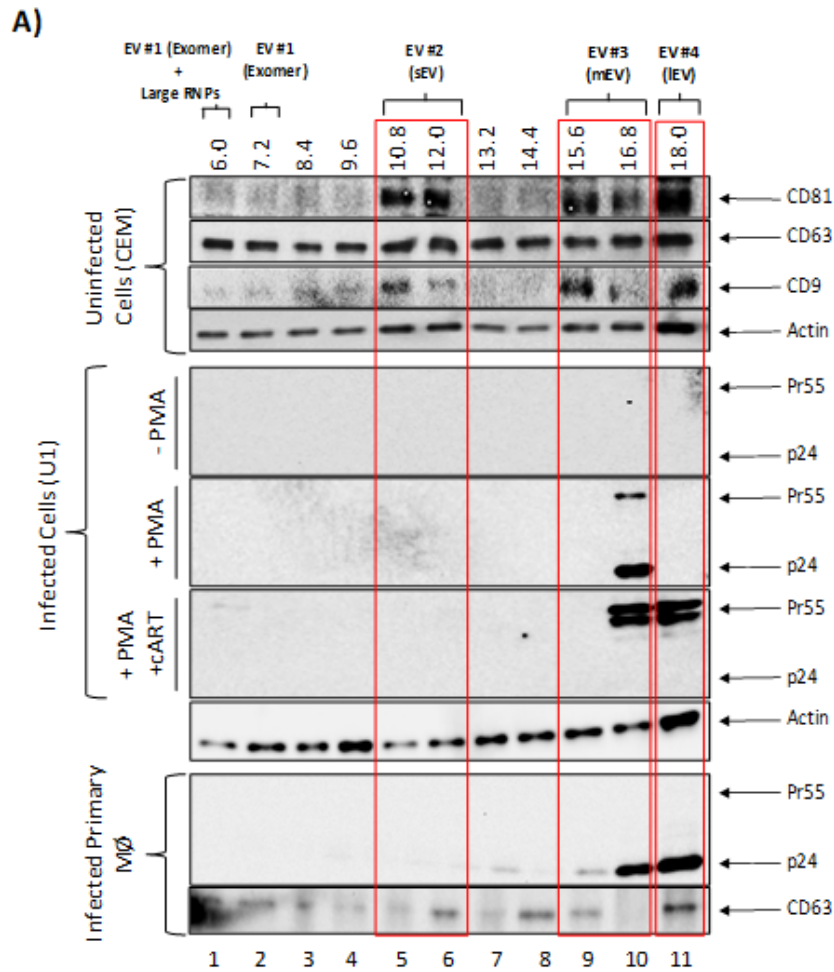 A)
EV #1 (Exomer)
+
Large RNPs
EV #1
(Exomer)
EV #2
(sEV)
EV #3
(mEV)
EV #4
(lEV)
6.0 7.2 8.4 9.6 10.8 12.0 13.2 14.4 15.6 16.8 18.0
Uninfected
Cells (CEM)
CD81
CD63
CD9
Actin
Infected Cells (U1)
- PMA
Pr55
p24
+ PMA
Pr55
p24
+ PMA
+cART
Pr55
p24
Actin
Infected Primary
MØ
Pr55
p24
CD63
1 2 3 4 5 6 7 8 9 10 11